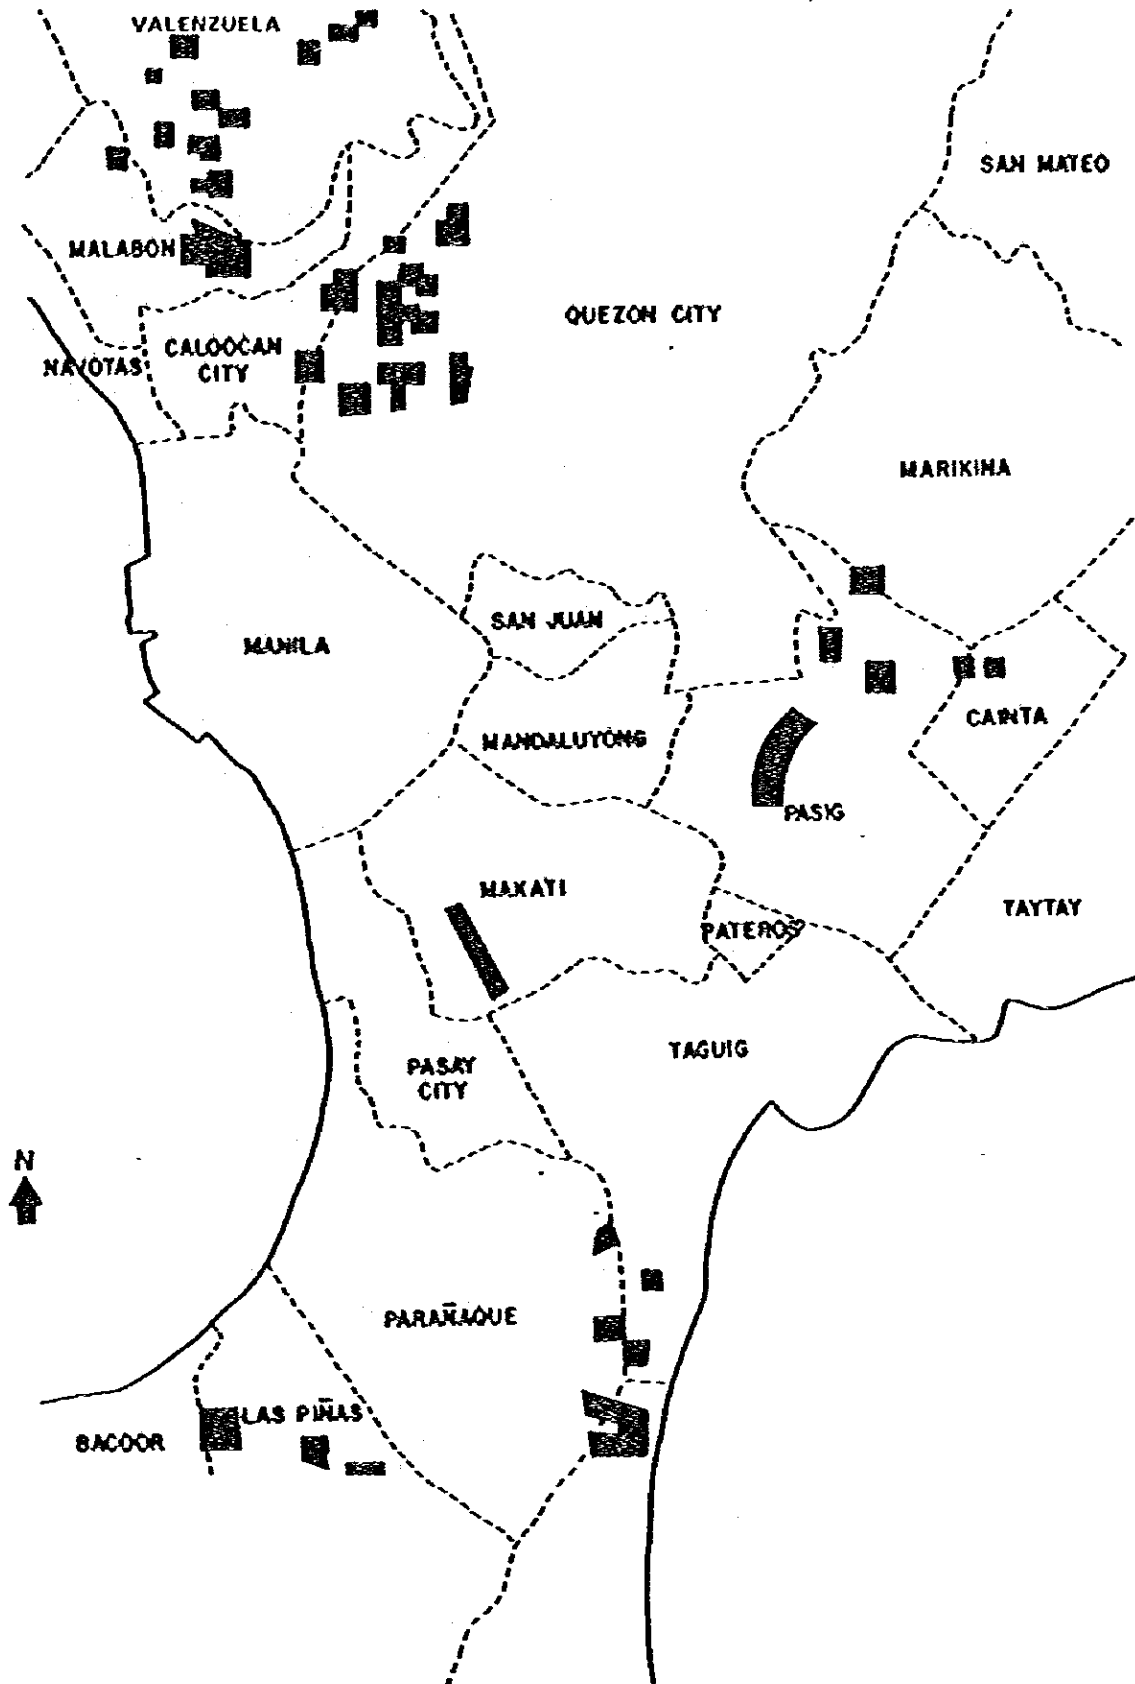 VALENZUELA
SAN MATEO
MALABON
QUEZON CITY
NAVOTAS
CALOOCAN
CITY
MARIKINA
SAN JUAN
MANILA
CAINTA
MANDALUYONG
PASIG
MAKATI
TAYTAY
PATEROS
TAGUIG
PASAY
CITY
N
PARAÑAQUE
LAS PIÑAS
BACOOR